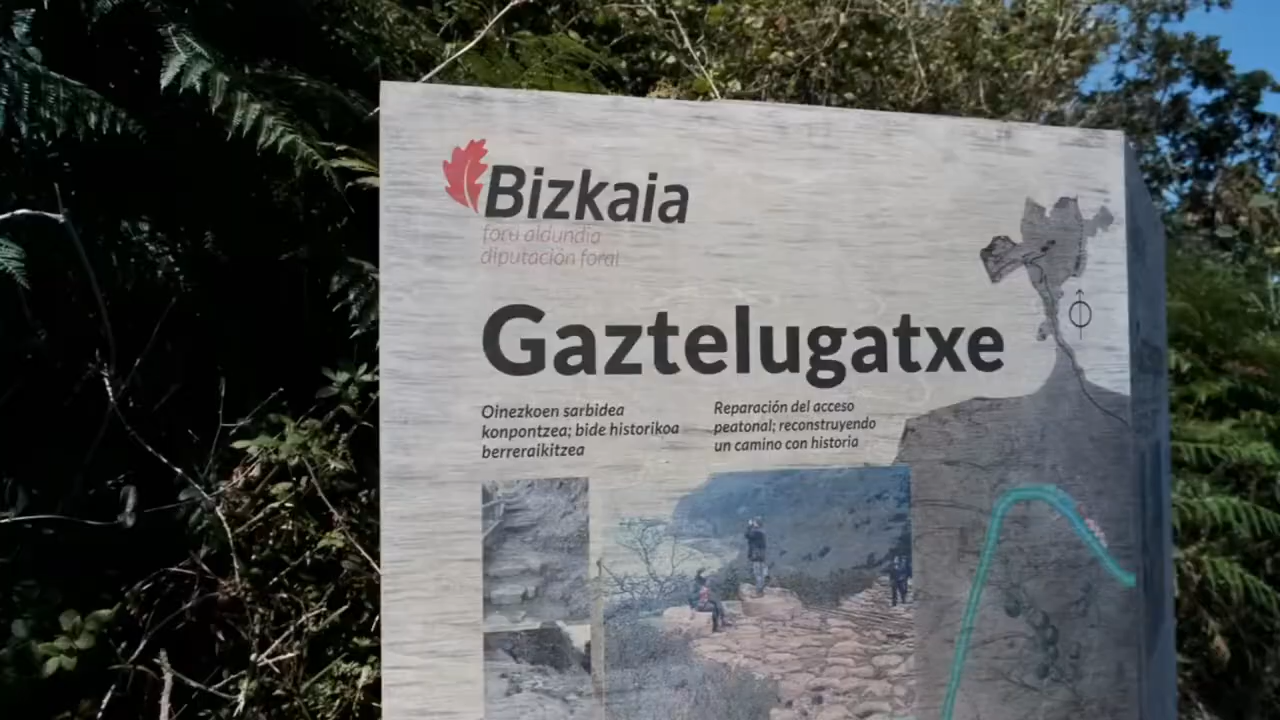 Bizkaia
foru aldundia
diputación foral
Gaztelugatxe
Oinezkoen sarbidea
konpontzea; bide historikoa
berreraikitzea
Reparación del acceso
peatonal; reconstruyendo
un camino con historia